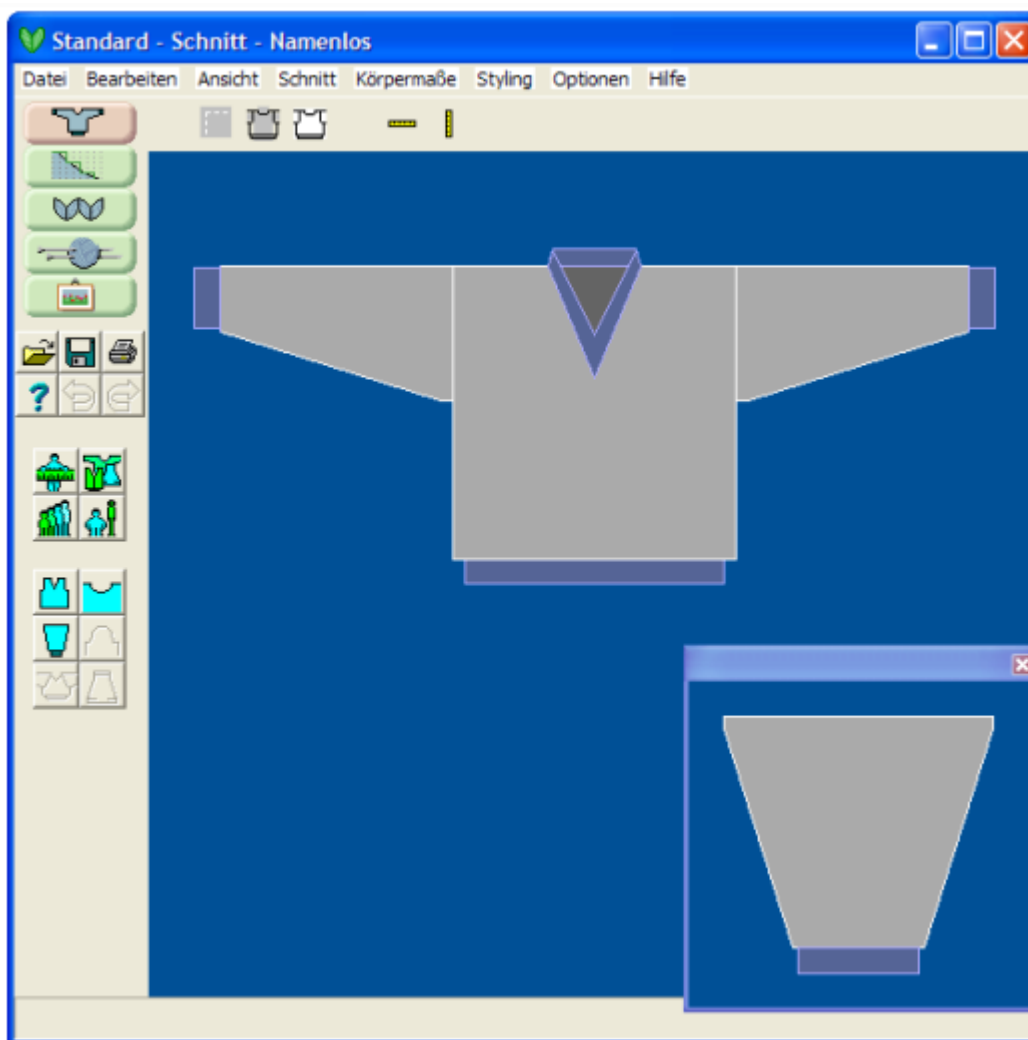 Standard - Schnitt - Namenlos
Datei Bearbeiten Ansicht Schnitt Körpermaße Styling Optionen Hilfe
?